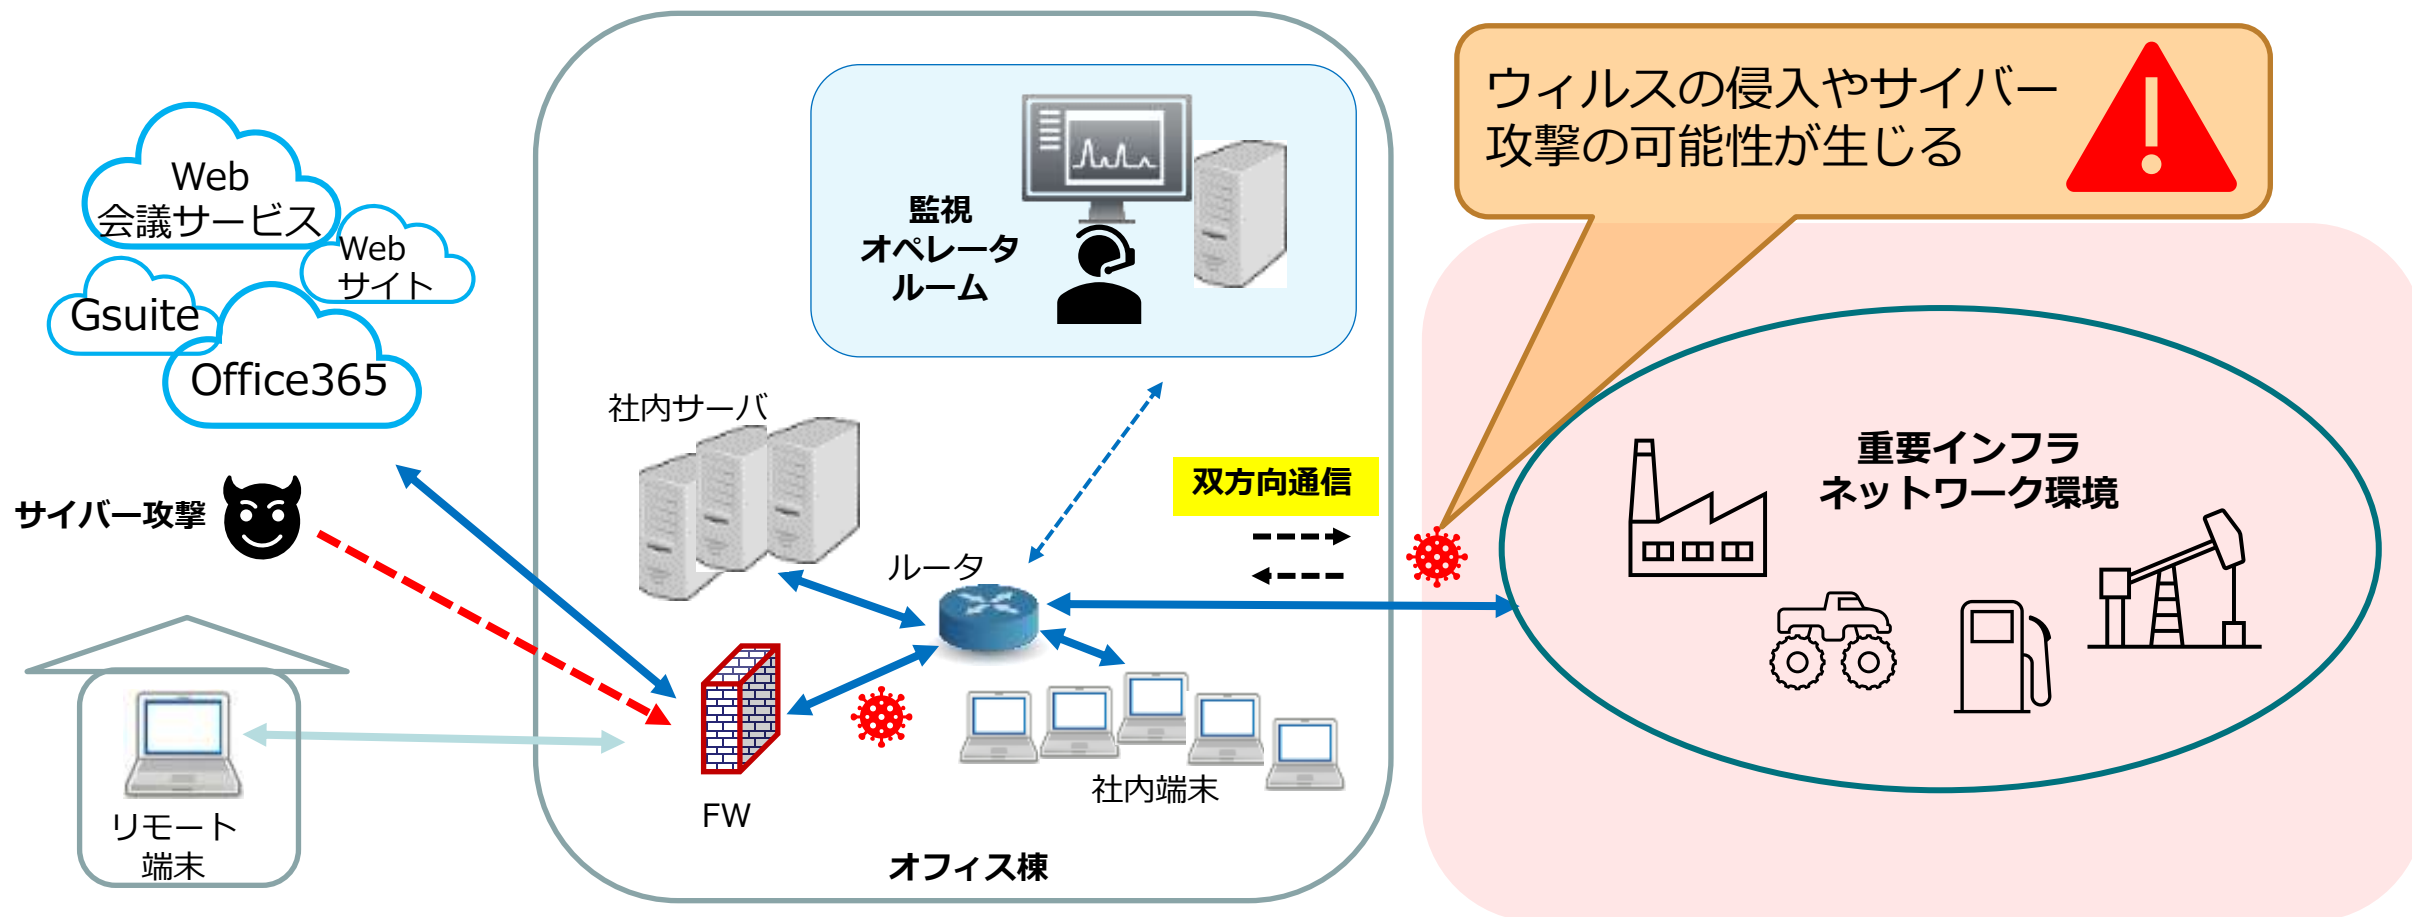 ウィルスの侵入やサイバー
攻撃の可能性が生じる
Web
会議サービス
Web
サイト
Gsuite
Office365
サイバー攻撃
リモート
端末
監視
オペレータ
ルーム
社内サーバ
ルータ
双方向通信
FW
社内端末
オフィス棟
重要インフラ
ネットワーク環境